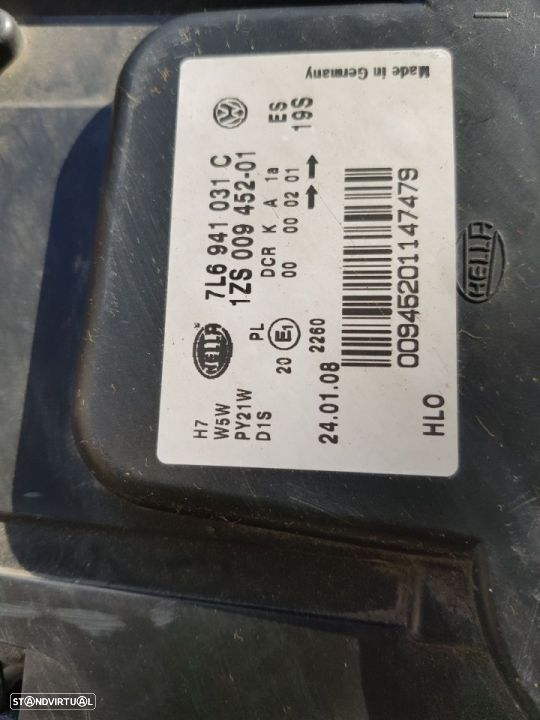 HELLA 7L6 941 031 C
1ZS 009 452-01 ES
DCR K A 1a 19S
00 00 02 01
H7 PL
W5W 20 E1
PY21W 2260
D1S
24.01.08
00945201147479
HLO
Made in Germany
HELLA
STANDVIRTUAL